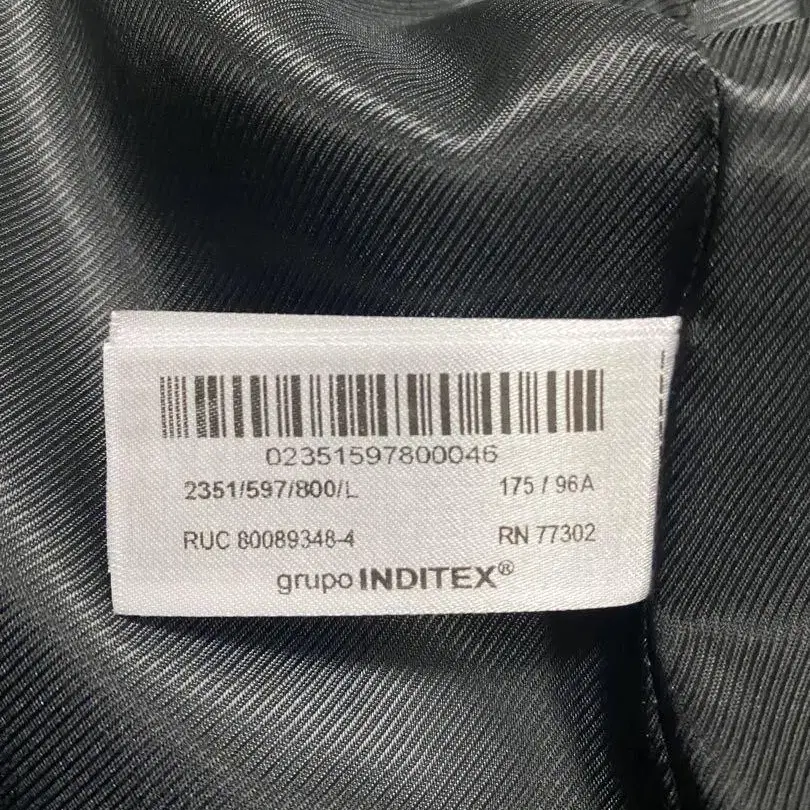 02351597800046
2351/597/800/L 175 / 96A
RUC 80089348-4 RN 77302
grupo INDITEX®